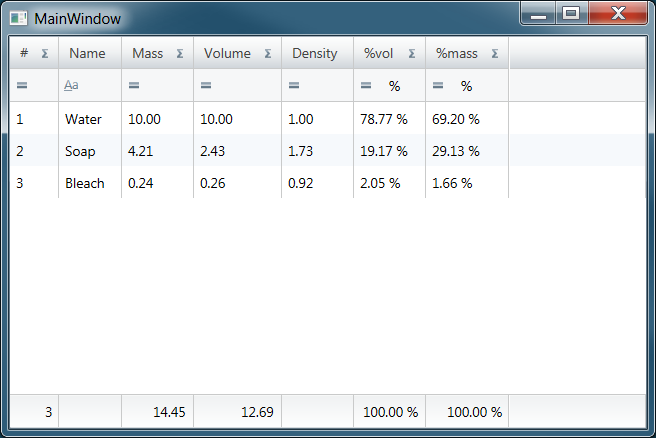 MainWindow
# Σ Name Mass Σ Volume Σ Density %vol Σ %mass Σ
= Aa = = = = % = %
1 Water 10.00 10.00 1.00 78.77 % 69.20 %
2 Soap 4.21 2.43 1.73 19.17 % 29.13 %
3 Bleach 0.24 0.26 0.92 2.05 % 1.66 %
3 14.45 12.69 100.00 % 100.00 %